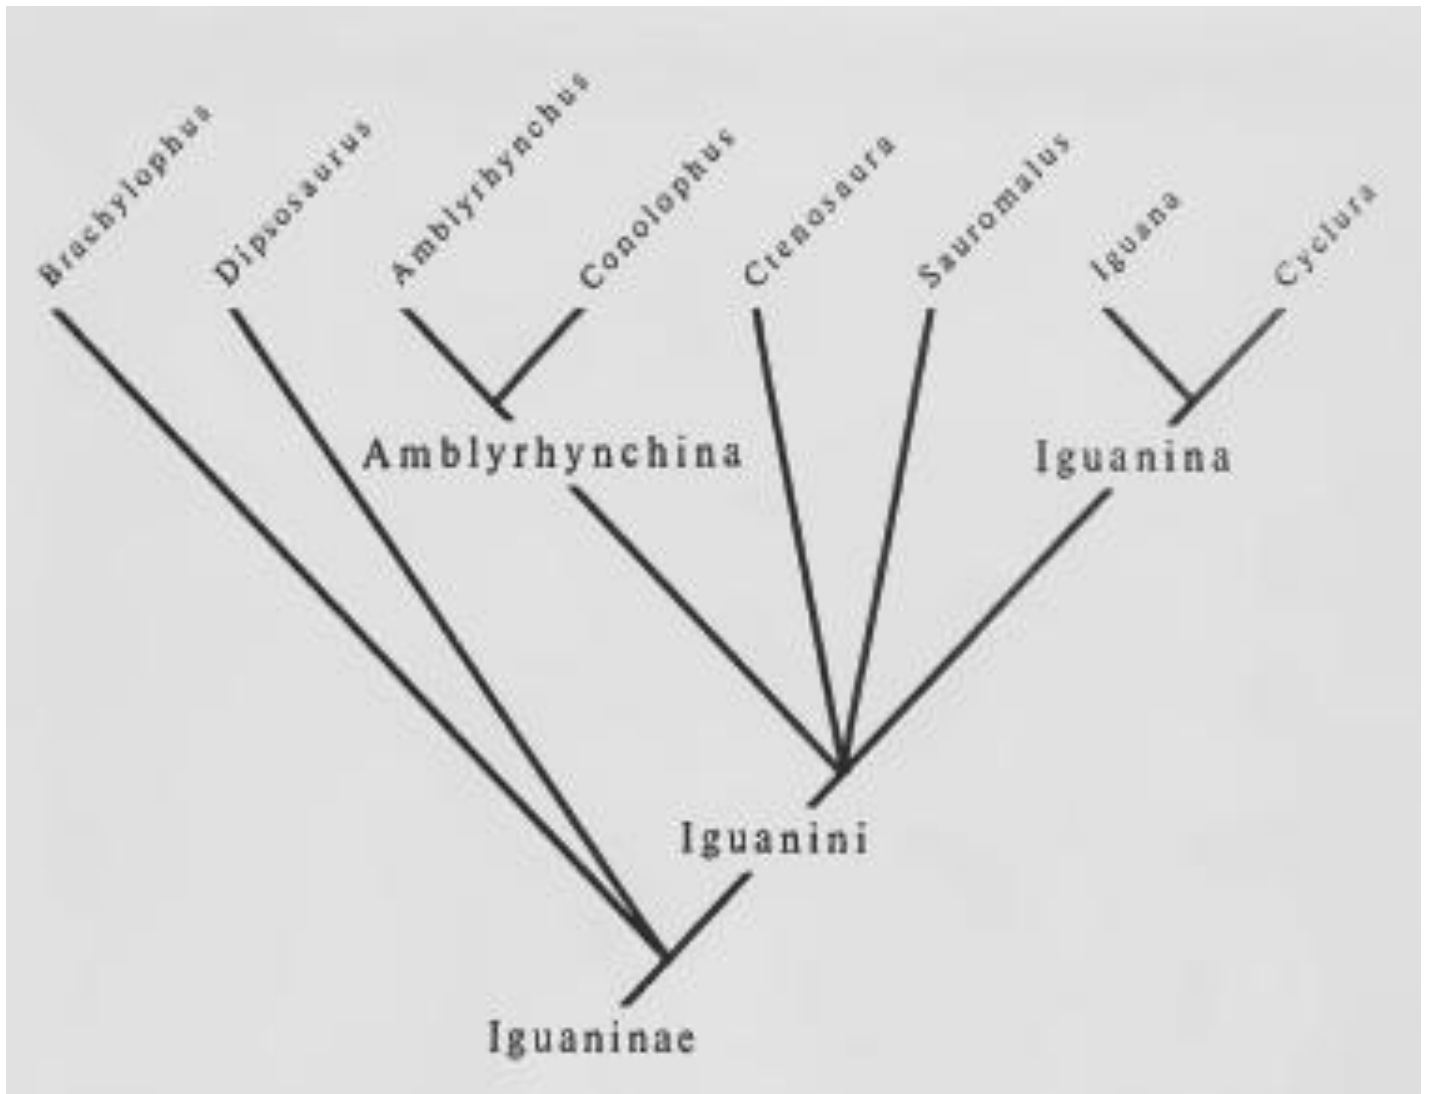 Brachylophus
Dipsosaurus
Amblyrhynchus
Conolophus
Ctenosaura
Sauromalus
Iguana
Cyclura
Amblyrhynchina
Iguanina
Iguanini
Iguaninae